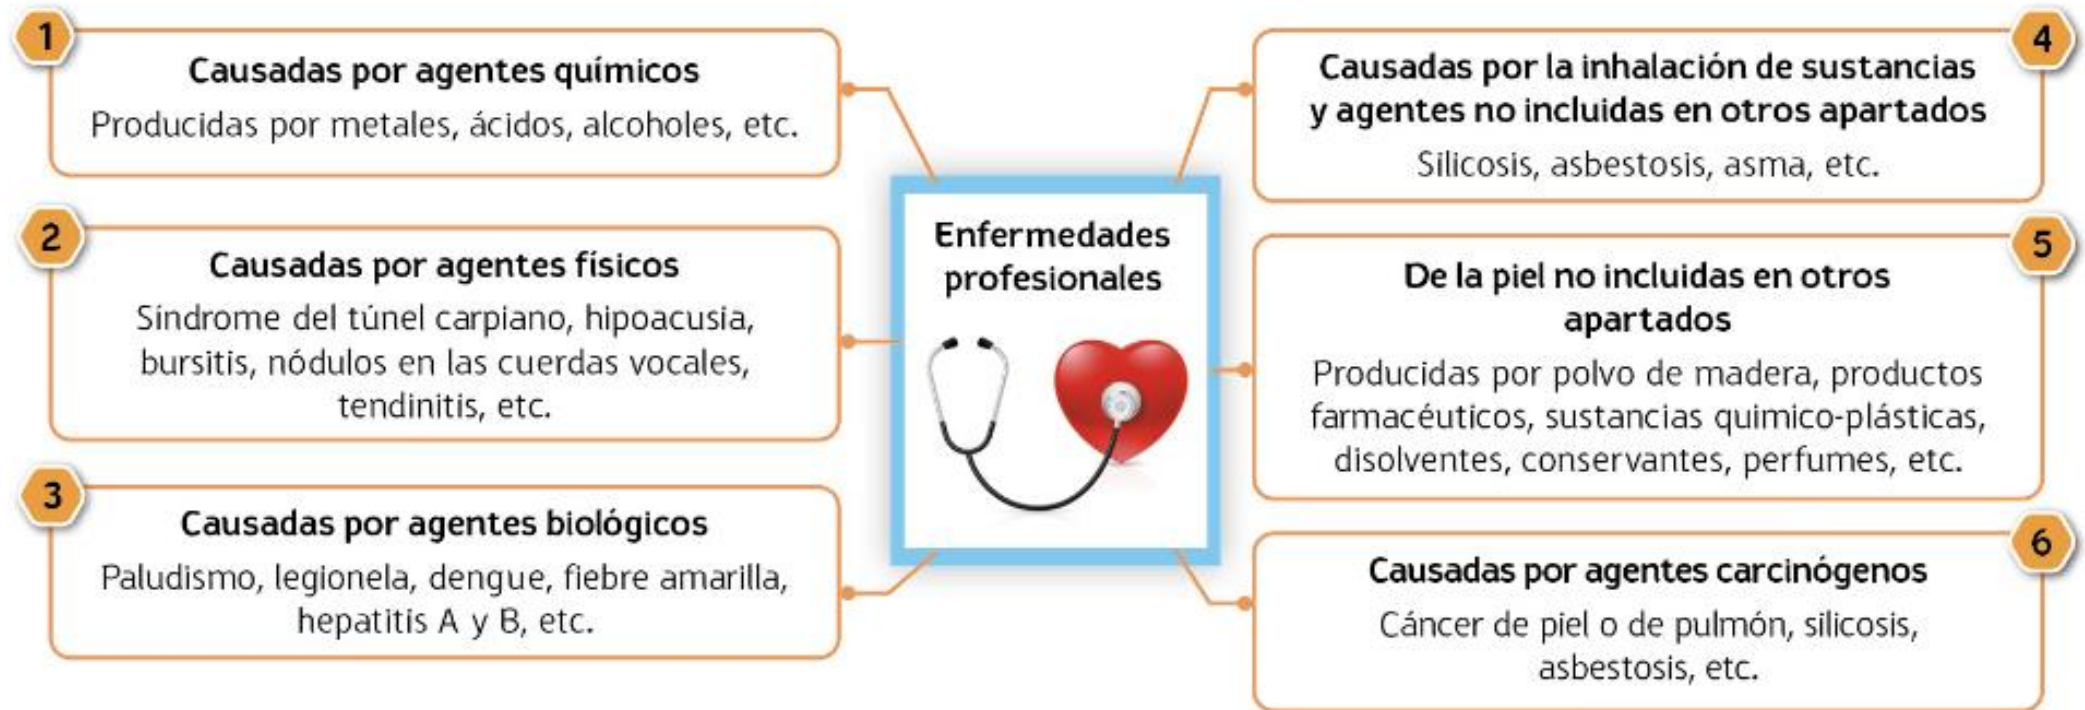 1
Causadas por agentes químicos
Producidas por metales, ácidos, alcoholes, etc.
2
Causadas por agentes físicos
Síndrome del túnel carpiano, hipoacusia,
bursitis, nódulos en las cuerdas vocales,
tendinitis, etc.
3
Causadas por agentes biológicos
Paludismo, legionela, dengue, fiebre amarilla,
hepatitis A y B, etc.
Enfermedades
profesionales
4
Causadas por la inhalación de sustancias
y agentes no incluidas en otros apartados
Silicosis, asbestosis, asma, etc.
5
De la piel no incluidas en otros
apartados
Producidas por polvo de madera, productos
farmacéuticos, sustancias quimico-plásticas,
disolventes, conservantes, perfumes, etc.
6
Causadas por agentes carcinógenos
Cáncer de piel o de pulmón, silicosis,
asbestosis, etc.